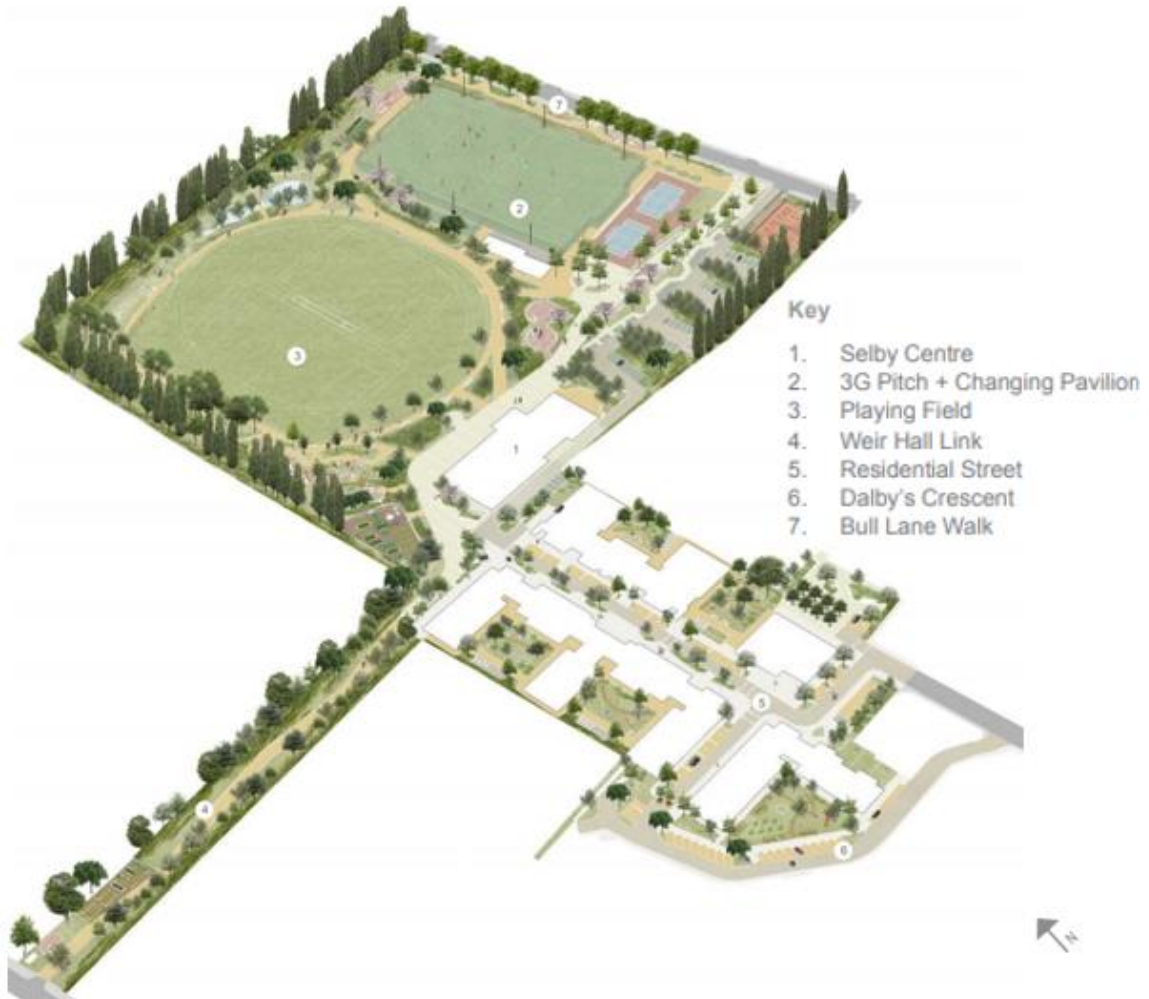 7
2
3
1
Key
1. Selby Centre
2. 3G Pitch + Changing Pavilion
3. Playing Field
4. Weir Hall Link
5. Residential Street
6. Dalby's Crescent
7. Bull Lane Walk
5
4
6
N